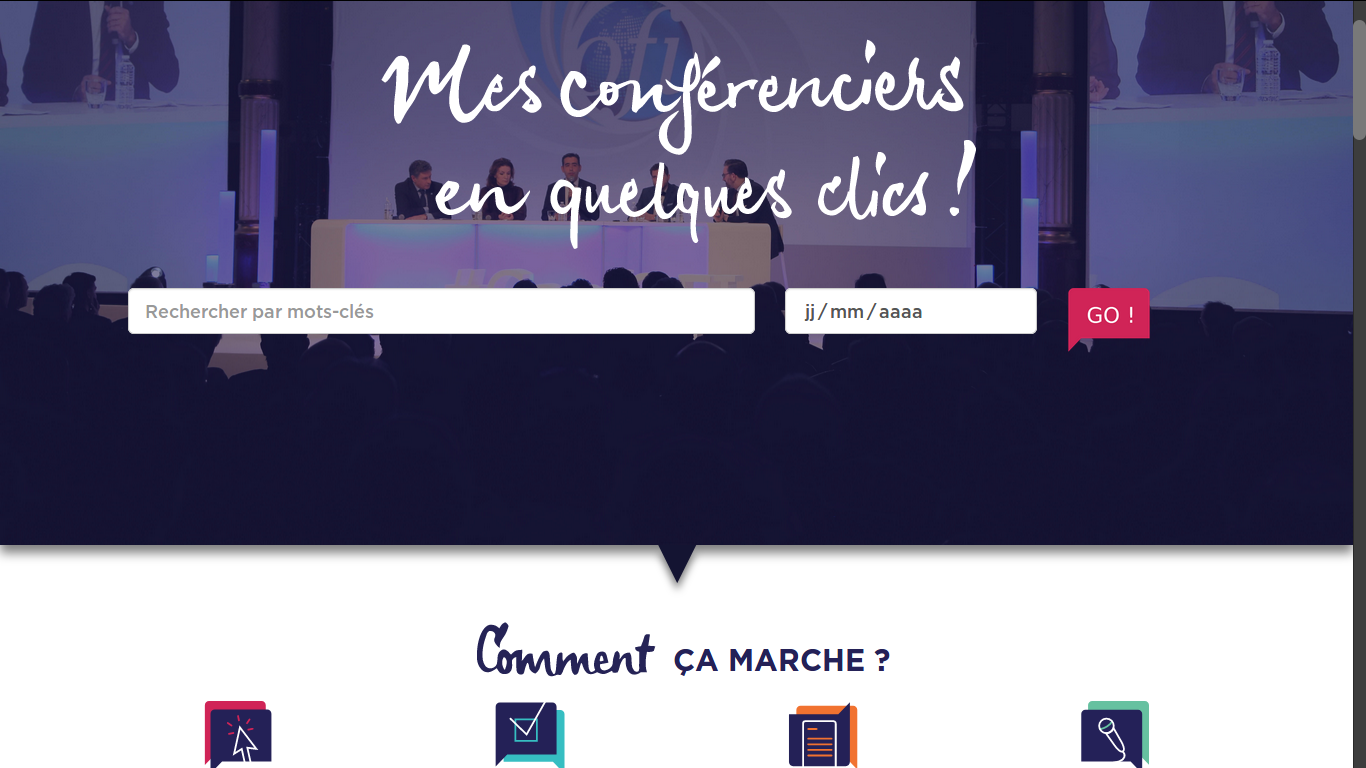 Mes conférenciers
en quelques clics !
Rechercher par mots-clés
jj/mm/aaaa
GO !
Comment ÇA MARCHE ?